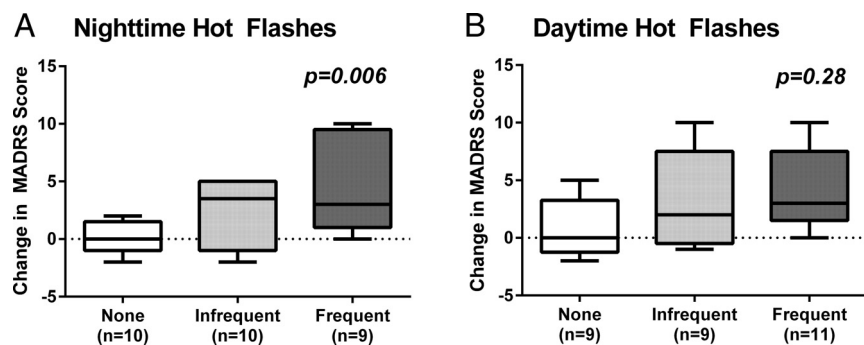 A Nighttime Hot Flashes
p=0.006
Change in MADRS Score
15
10
5
0
-5
None Infrequent Frequent
(n=10) (n=10) (n=9)
B Daytime Hot Flashes
p=0.28
Change in MADRS Score
15
10
5
0
-5
None Infrequent Frequent
(n=9) (n=9) (n=11)